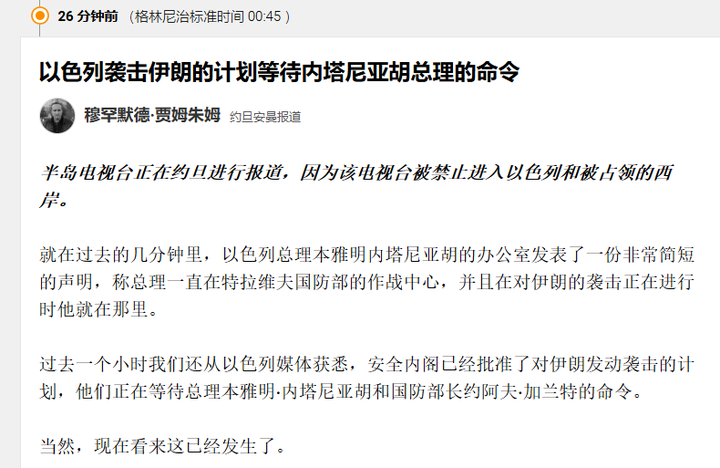 26 分钟前 （格林尼治标准时间 00:45 ）
以色列袭击伊朗的计划等待内塔尼亚胡总理的命令
穆罕默德·贾姆朱姆 约旦安曼报道
半岛电视台正在约旦进行报道，因为该电视台被禁止进入以色列和被占领的西
岸。
就在过去的几分钟里，以色列总理本雅明内塔尼亚胡的办公室发表了一份非常简短
的声明，称总理一直在特拉维夫国防部的作战中心，并且在对伊朗的袭击正在进行
时他就在那里。
过去一个小时我们还从以色列媒体获悉，安全内阁已经批准了对伊朗发动袭击的计
划，他们正在等待总理本雅明·内塔尼亚胡和国防部长约阿夫·加兰特的命令。
当然，现在看来这已经发生了。